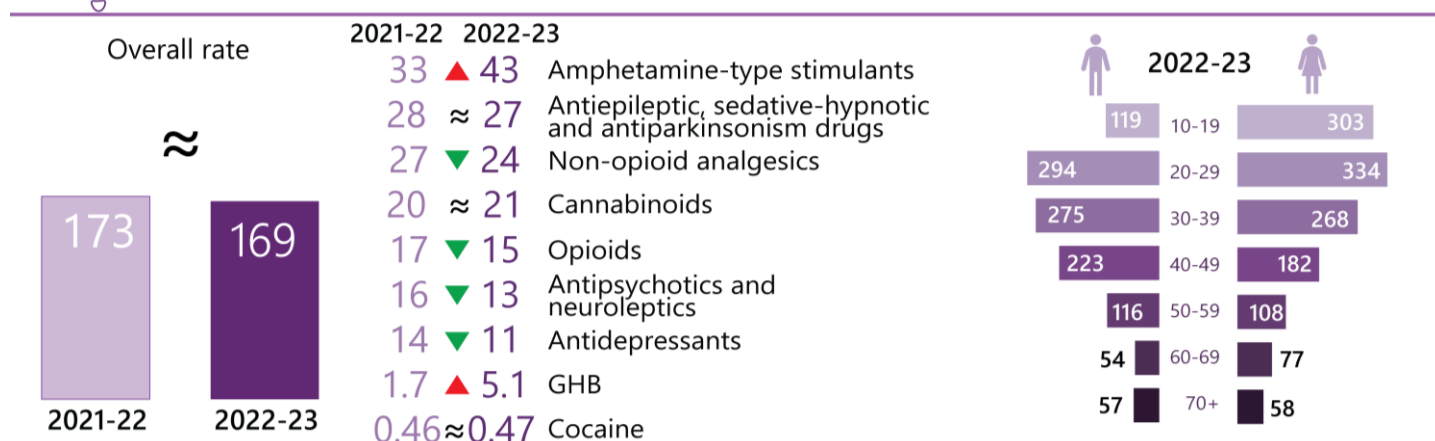 Overall rate
≈
173
169
2021-22
2022-23
2021-22 2022-23
33 ▲ 43 Amphetamine-type stimulants
28 ≈ 27 Antiepileptic, sedative-hypnotic
and antiparkinsonism drugs
27 ▼ 24 Non-opioid analgesics
20 ≈ 21 Cannabinoids
17 ▼ 15 Opioids
16 ▼ 13 Antipsychotics and
neuroleptics
14 ▼ 11 Antidepressants
1.7 ▲ 5.1 GHB
0.46 ≈ 0.47 Cocaine
2022-23
119 10-19 303
294 20-29 334
275 30-39 268
223 40-49 182
116 50-59 108
54 60-69 77
57 70+ 58